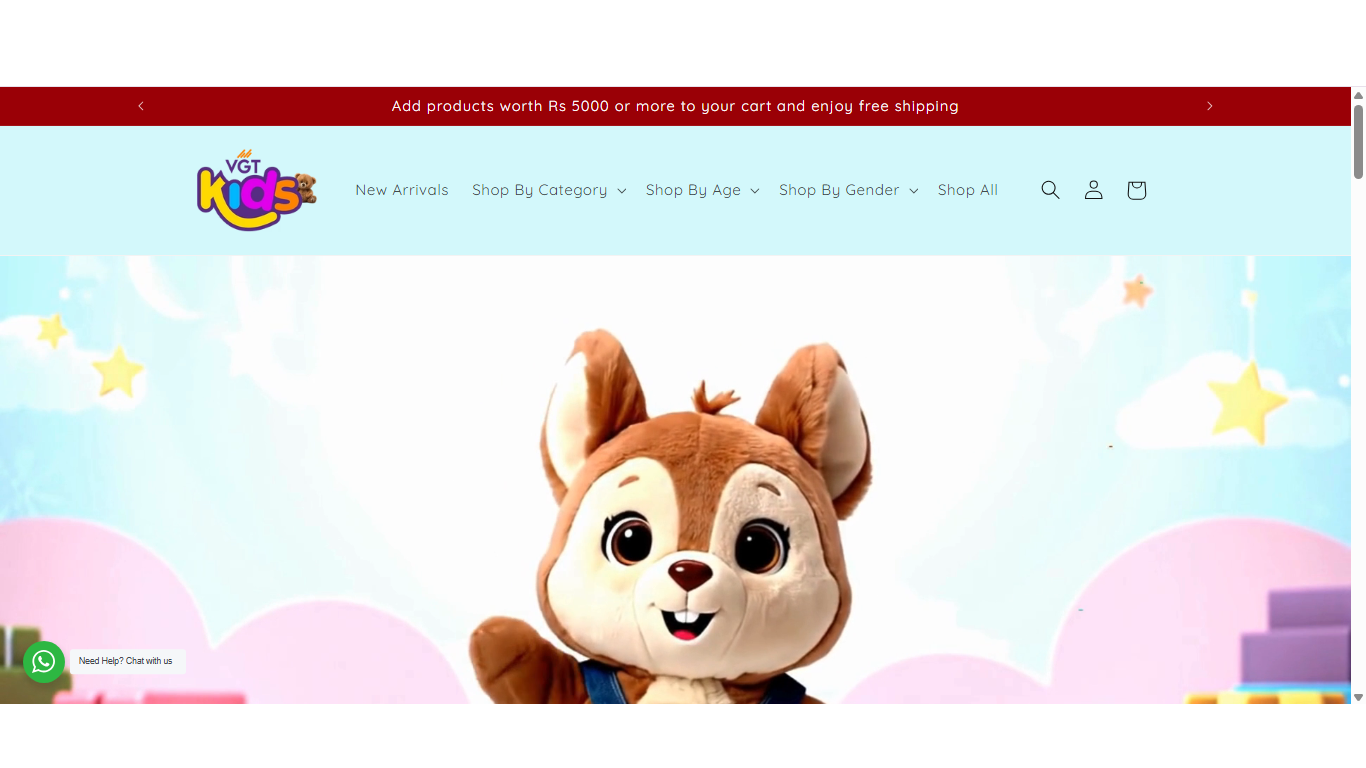 Add products worth Rs 5000 or more to your cart and enjoy free shipping
VGT
kids
New Arrivals
Shop By Category
Shop By Age
Shop By Gender
Shop All
Need Help? Chat with us